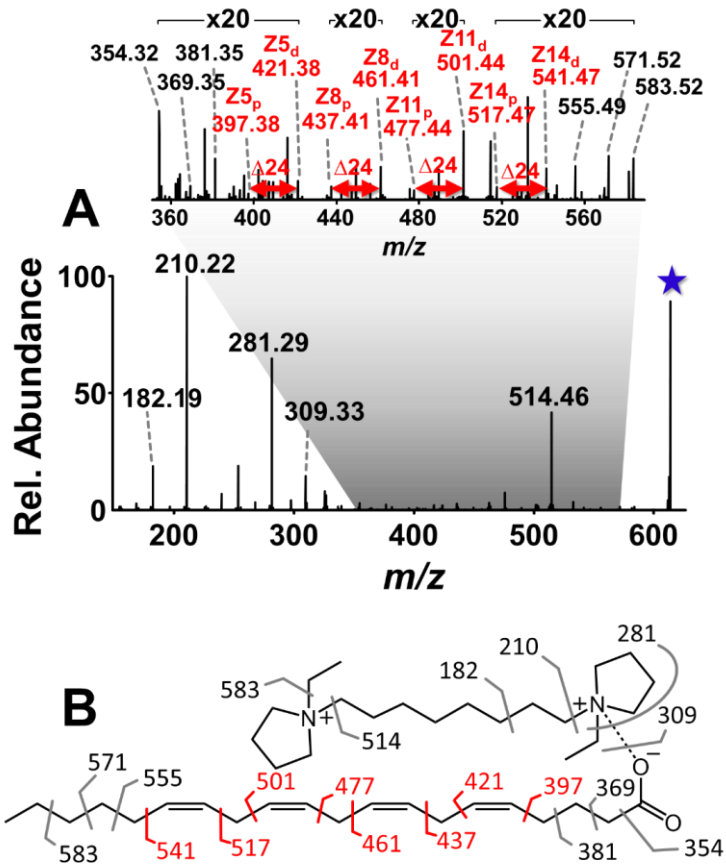 x20 x20 x20 x20
354.32 381.35 Z5d Z8d Z11d Z14d 571.52
369.35 421.38 461.41 501.44 541.47 583.52
Z5p Z8p Z11p Z14p 555.49
397.38 437.41 477.44 517.47
Δ24 Δ24 Δ24 Δ24
A
360 400 440 480 520 560
m/z
Rel. Abundance
100
50
0
210.22
281.29
182.19
309.33
514.46
200 300 400 500 600
m/z
B
583 514 182 210 281 309
N+ +N
O−
O
571 555 501 477 421 397 369
583 541 517 461 437 381 354